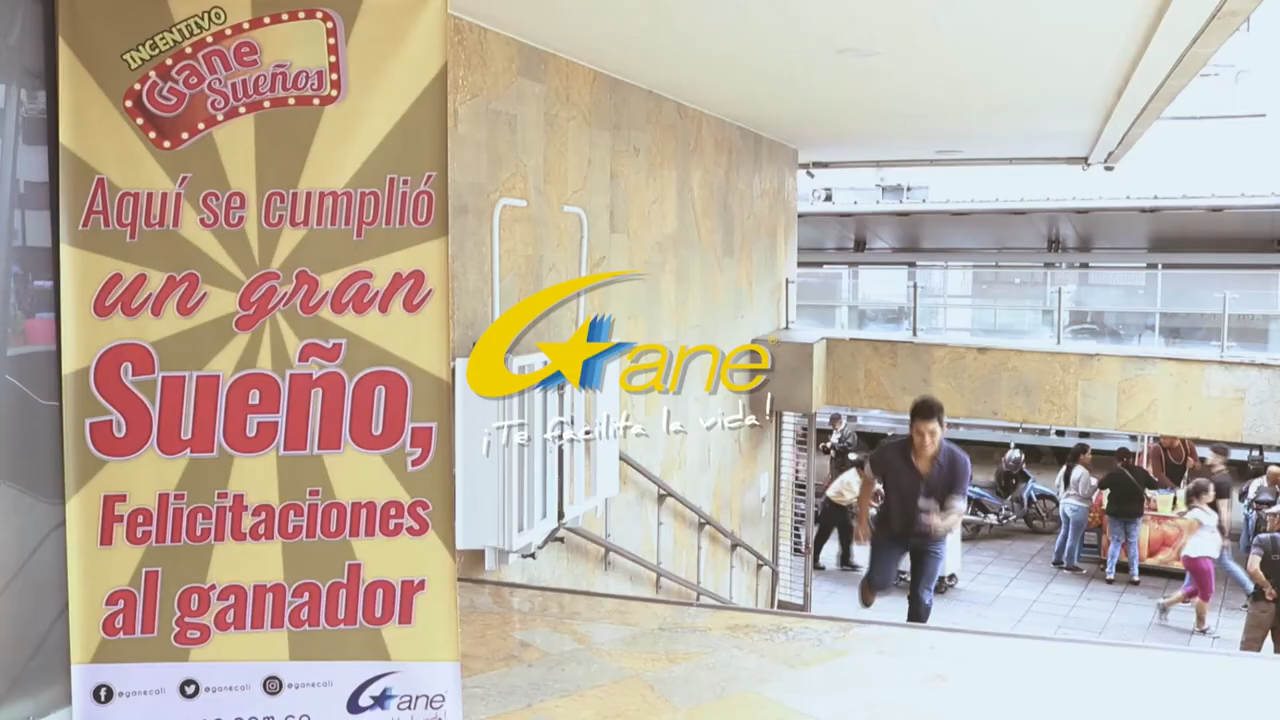 INCENTIVO
Gane
Sueños
Aquí se cumplió
un gran
Sueño,
Felicitaciones
al ganador
@ganecali
@ganecali
@ganecali
Gane
Gane
¡Te facilita la vida!